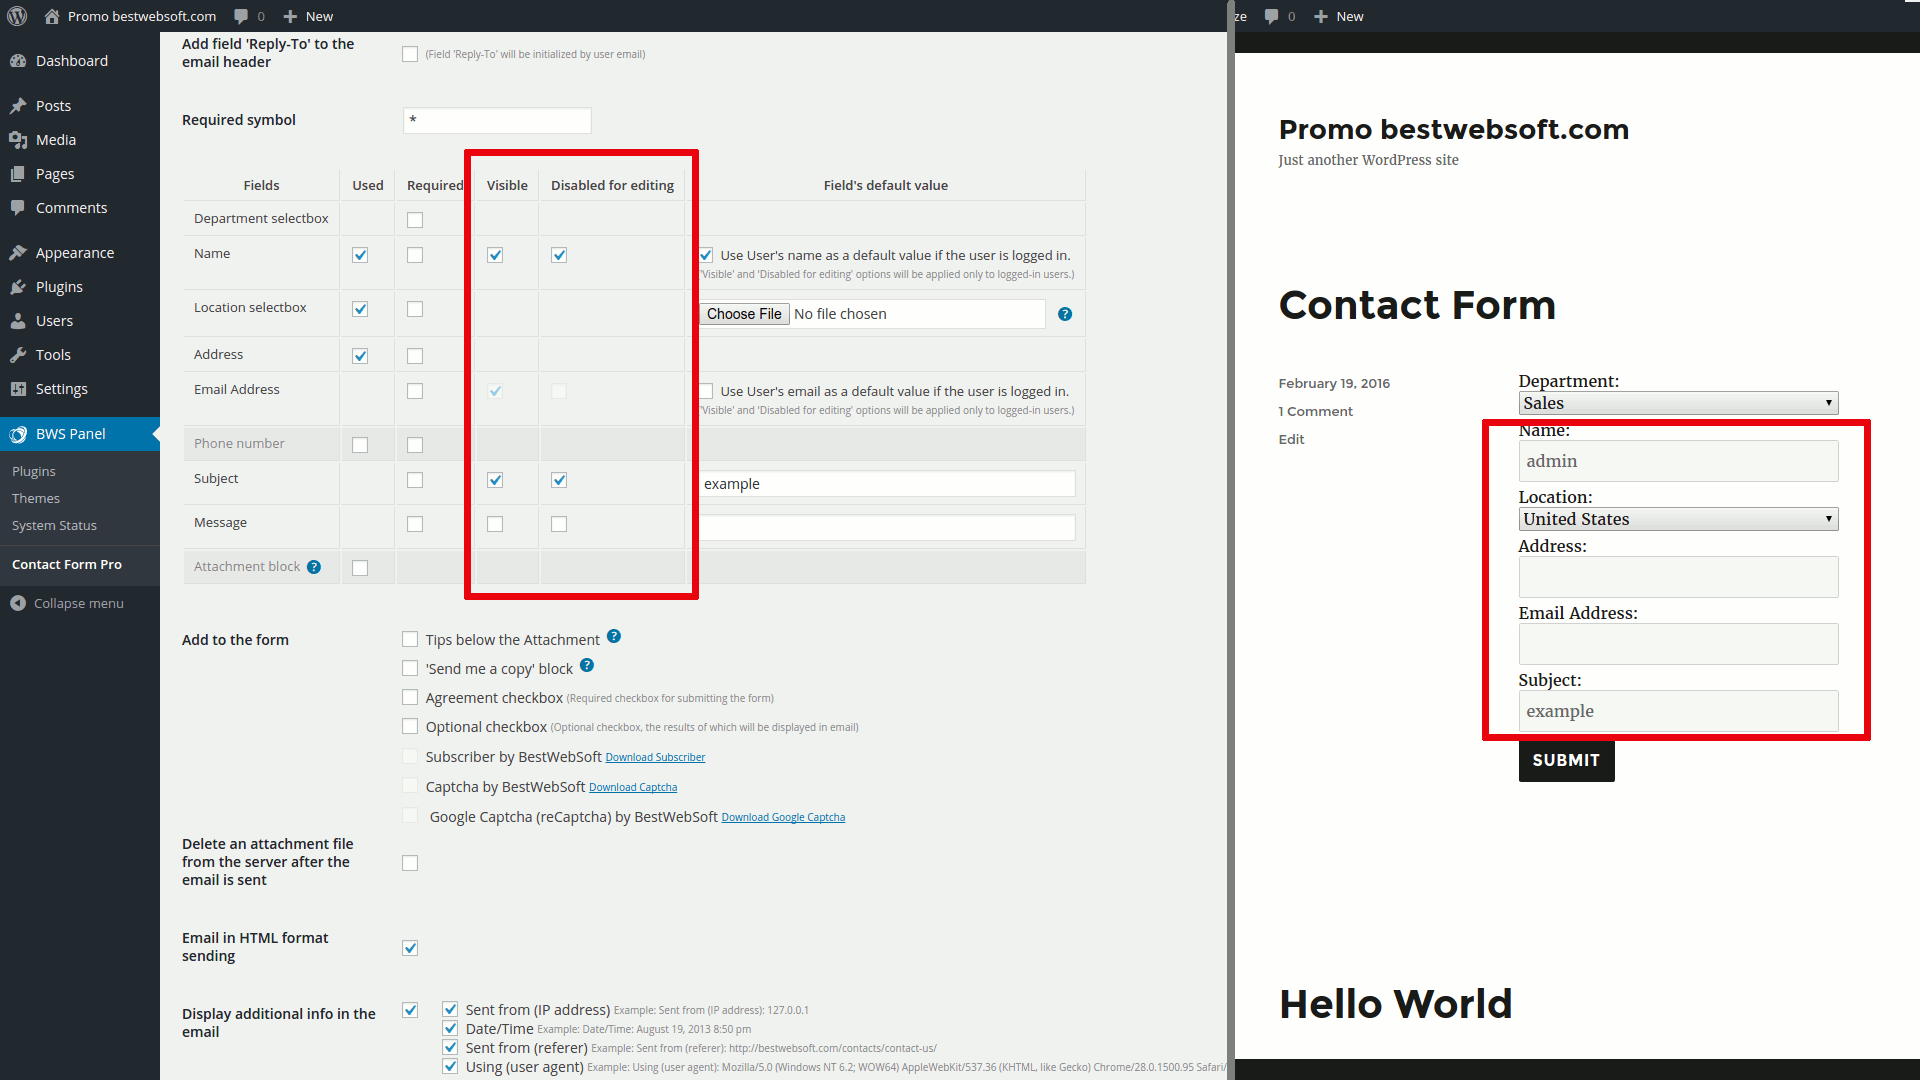 Promo bestwebsoft.com 0 New
ze 0 New
Dashboard
Posts
Media
Pages
Comments
Appearance
Plugins
Users
Tools
Settings
BWS Panel
Plugins
Themes
System Status
Contact Form Pro
Collapse menu
Add field 'Reply-To' to the
email header
(Field 'Reply-To' will be initialized by user email)
Required symbol
*
Fields Used Required Visible Disabled for editing Field's default value
Department selectbox
Name Use User's name as a default value if the user is logged in.
'Visible' and 'Disabled for editing' options will be applied only to logged-in users.)
Location selectbox Choose File No file chosen ?
Address
Email Address Use User's email as a default value if the user is logged in.
'Visible' and 'Disabled for editing' options will be applied only to logged-in users.)
Phone number
Subject example
Message
Attachment block ?
Add to the form
Tips below the Attachment ?
'Send me a copy' block ?
Agreement checkbox (Required checkbox for submitting the form)
Optional checkbox (Optional checkbox, the results of which will be displayed in email)
Subscriber by BestWebSoft Download Subscriber
Captcha by BestWebSoft Download Captcha
Google Captcha (reCaptcha) by BestWebSoft Download Google Captcha
Delete an attachment file
from the server after the
email is sent
Email in HTML format
sending
Display additional info in the
email
Sent from (IP address) Example: Sent from (IP address): 127.0.0.1
Date/Time Example: Date/Time: August 19, 2013 8:50 pm
Sent from (referer) Example: Sent from (referer): http://bestwebsoft.com/contacts/contact-us/
Using (user agent) Example: Using (user agent): Mozilla/5.0 (Windows NT 6.2; WOW64) AppleWebKit/537.36 (KHTML, like Gecko) Chrome/28.0.1500.95 Safari/
Promo bestwebsoft.com
Just another WordPress site
Contact Form
February 19, 2016
1 Comment
Edit
Department:
Sales
Name:
admin
Location:
United States
Address:
Email Address:
Subject:
example
SUBMIT
Hello World